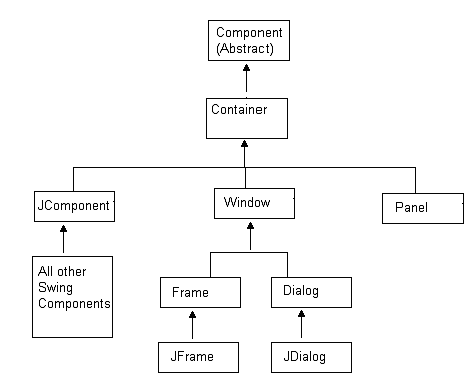 Component
(Abstract)
Container
JComponent
Window
Panel
All other
Swing
Components
Frame
Dialog
JFrame
JDialog